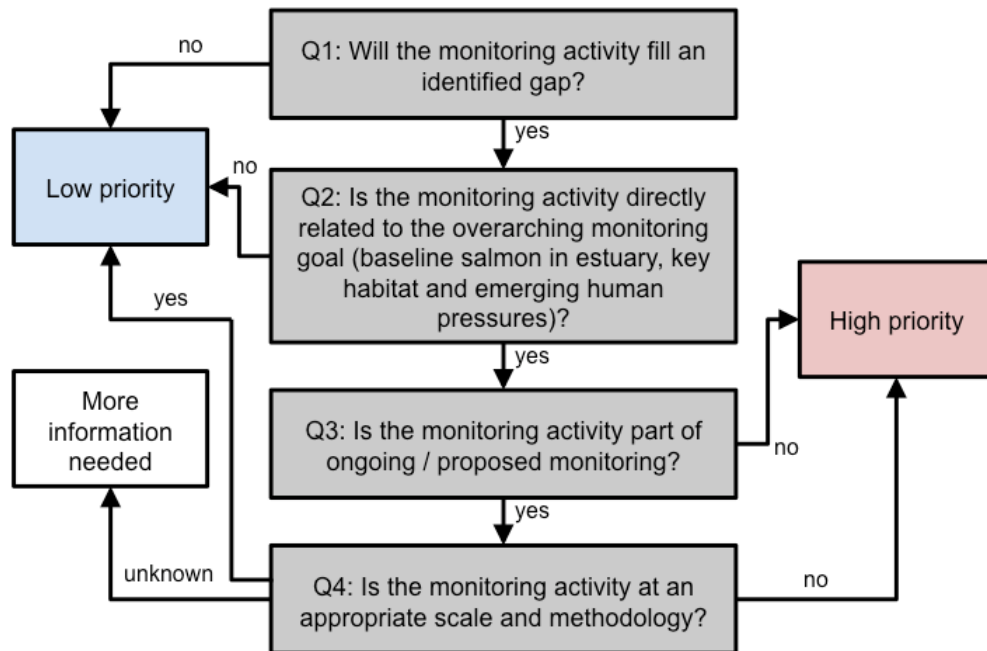 no
Q1: Will the monitoring activity fill an
identified gap?
yes
Low priority
no
Q2: Is the monitoring activity directly
related to the overarching monitoring
goal (baseline salmon in estuary, key
habitat and emerging human
pressures)?
High priority
yes
yes
More
information
needed
Q3: Is the monitoring activity part of
ongoing / proposed monitoring?
no
yes
unknown
Q4: Is the monitoring activity at an
appropriate scale and methodology?
no